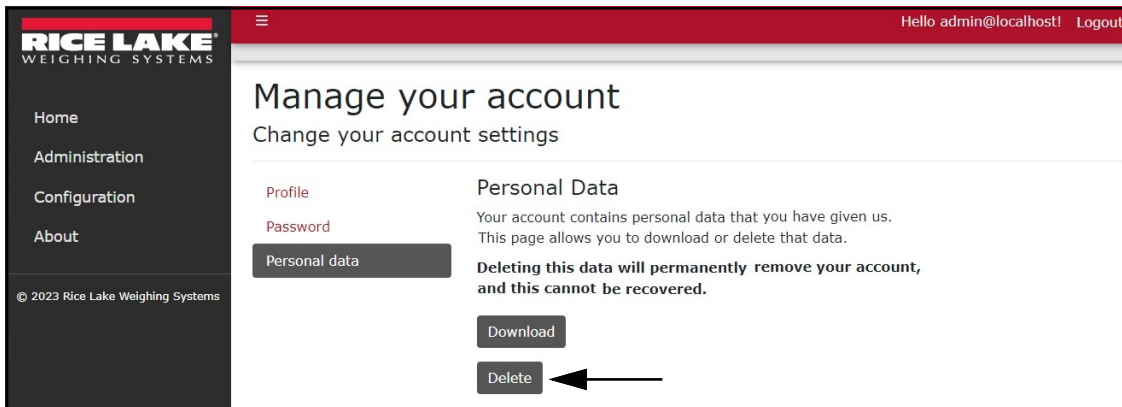 RICE LAKE®
WEIGHING SYSTEMS
☰
Hello admin@localhost! Logout
Home
Administration
Configuration
About
© 2023 Rice Lake Weighing Systems
Manage your account
Change your account settings
Profile
Password
Personal data
Personal Data
Your account contains personal data that you have given us.
This page allows you to download or delete that data.
Deleting this data will permanently remove your account,
and this cannot be recovered.
Download
Delete